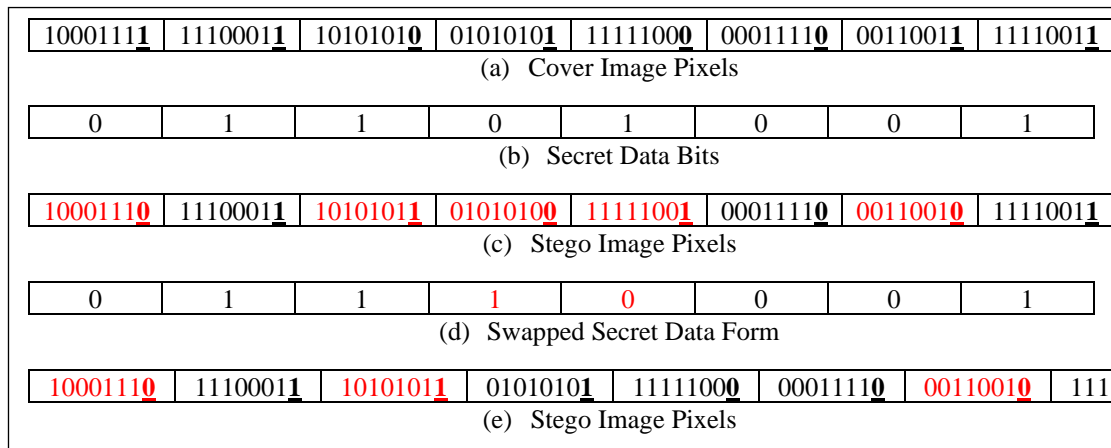 10001111 11100011 10101010 01010101 11111000 00011110 00110011 11110011
(a) Cover Image Pixels
0 1 1 0 1 0 0 1
(b) Secret Data Bits
10001110 11100011 10101011 01010100 11111001 00011110 00110010 11110011
(c) Stego Image Pixels
0 1 1 1 0 0 0 1
(d) Swapped Secret Data Form
10001110 11100011 10101011 01010101 11111000 00011110 00110010 111
(e) Stego Image Pixels